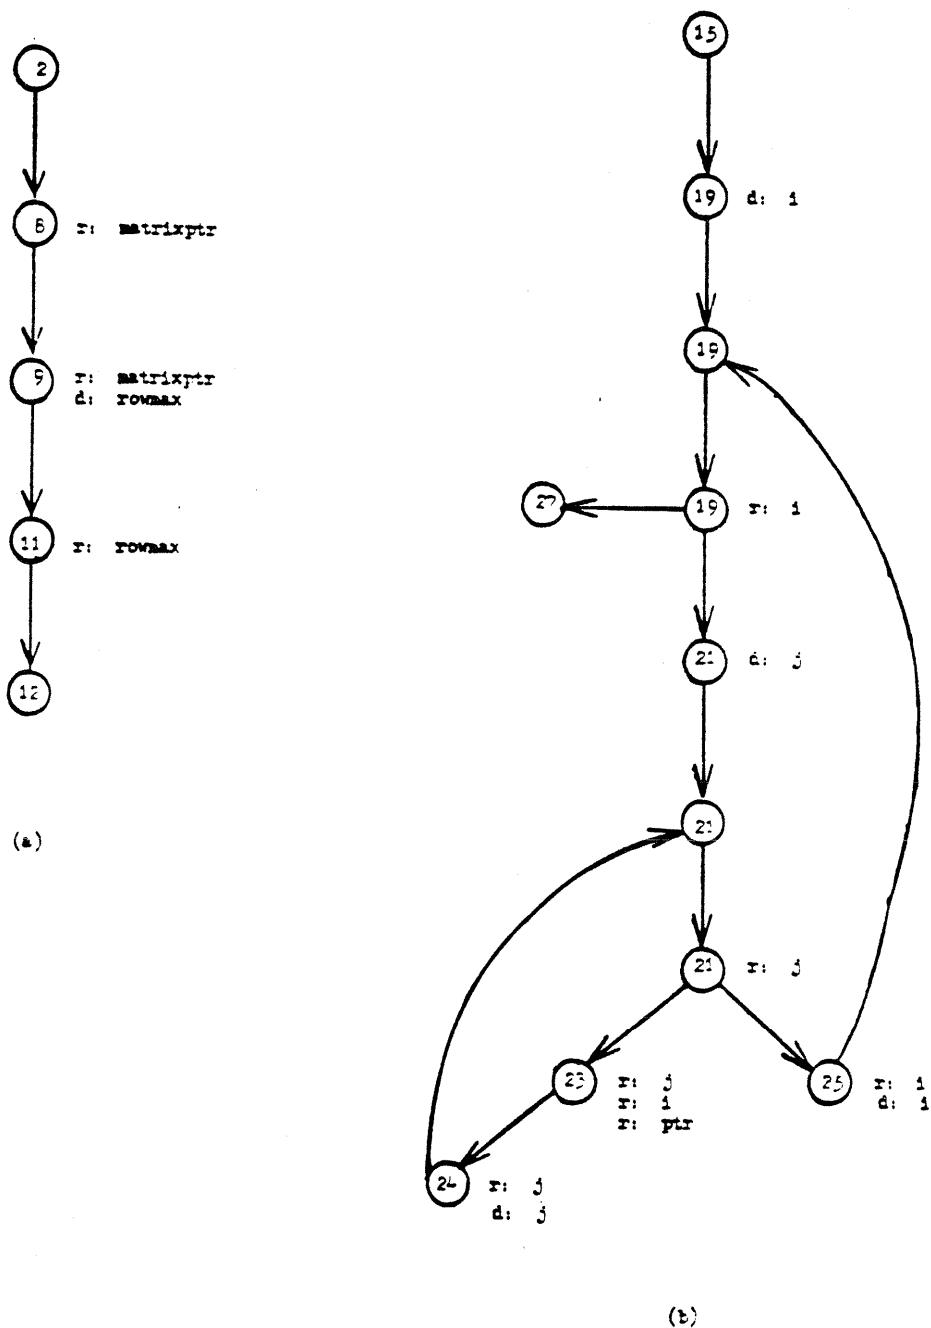 2
8
r: matrixptr
9
r: matrixptr
d: rowmax
11
r: rowmax
12
(a)
15
19
d: i
19
27
19
r: i
21
d: j
21
21
r: j
23
r: j
r: i
r: ptr
25
r: i
d: i
24
r: j
d: j
(b)